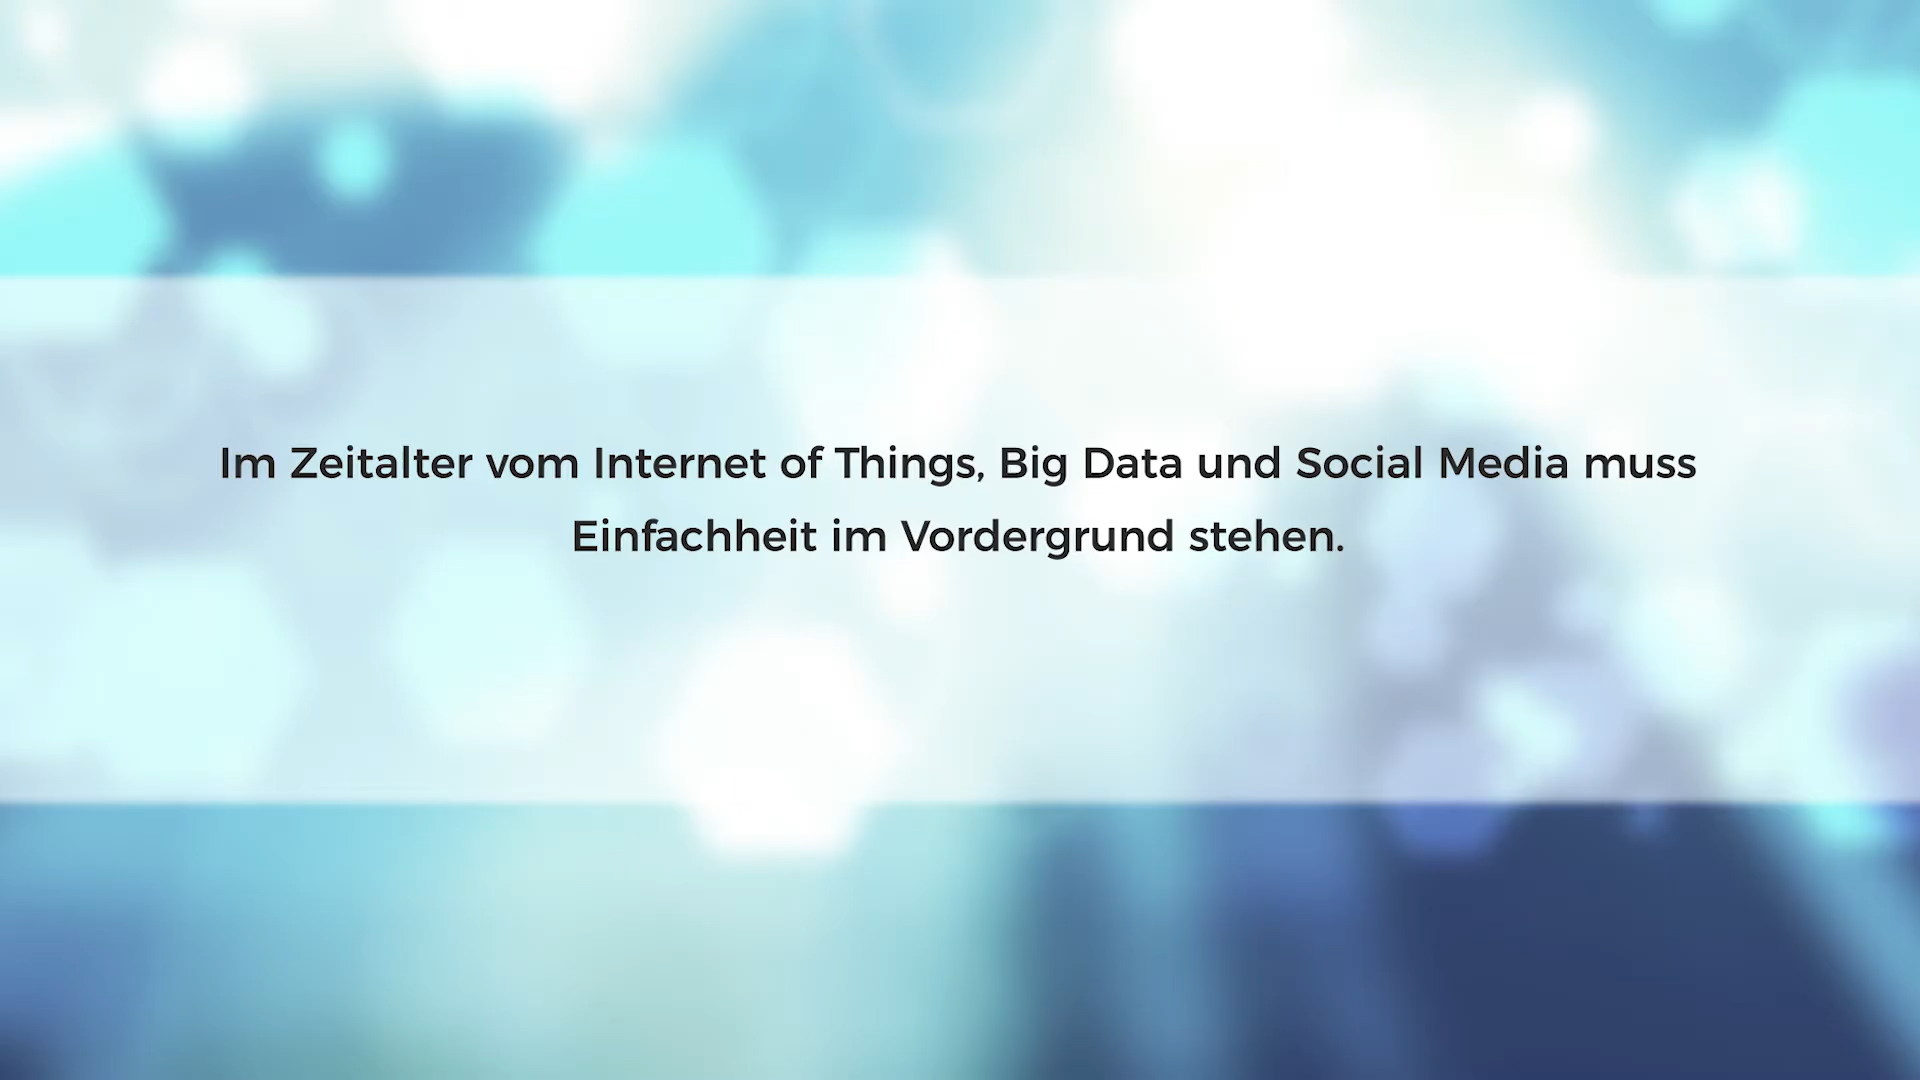 Im Zeitalter vom Internet of Things, Big Data und Social Media muss
Einfachheit im Vordergrund stehen.